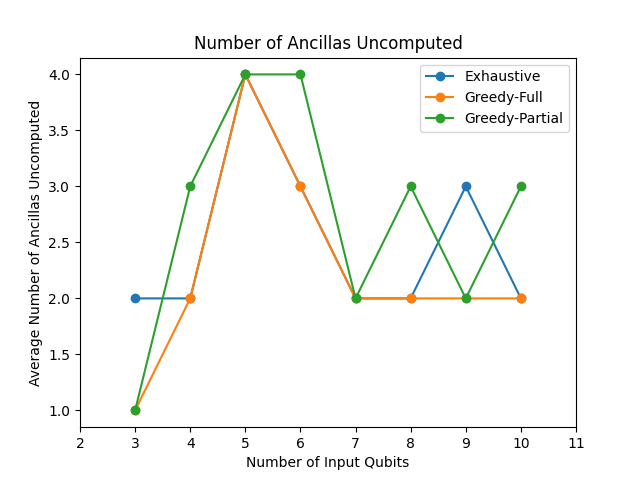 Number of Ancillas Uncomputed
Exhaustive
Greedy-Full
Greedy-Partial
Average Number of Ancillas Uncomputed
4.0
3.5
3.0
2.5
2.0
1.5
1.0
2 3 4 5 6 7 8 9 10 11
Number of Input Qubits